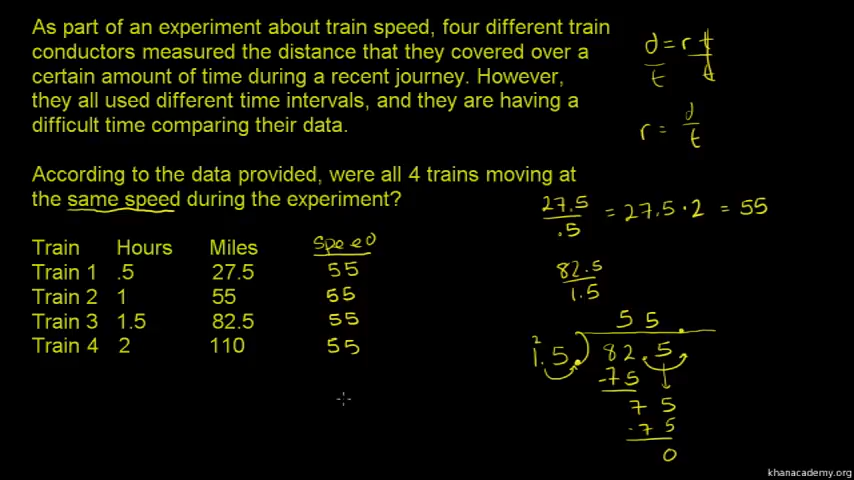 As part of an experiment about train speed, four different train
conductors measured the distance that they covered over a
certain amount of time during a recent journey. However,
they all used different time intervals, and they are having a
difficult time comparing their data.
According to the data provided, were all 4 trains moving at
the same speed during the experiment?
Train Hours Miles Speed
Train 1 .5 27.5 55
Train 2 1 55 55
Train 3 1.5 82.5 55
Train 4 2 110 55
d = r t
t t
r = d
t
27.5
.5
= 27.5 · 2 = 55
82.5
1.5
5 5 .
2
1.5. 82.5
-75
7 5
-75
0
khanacademy.org